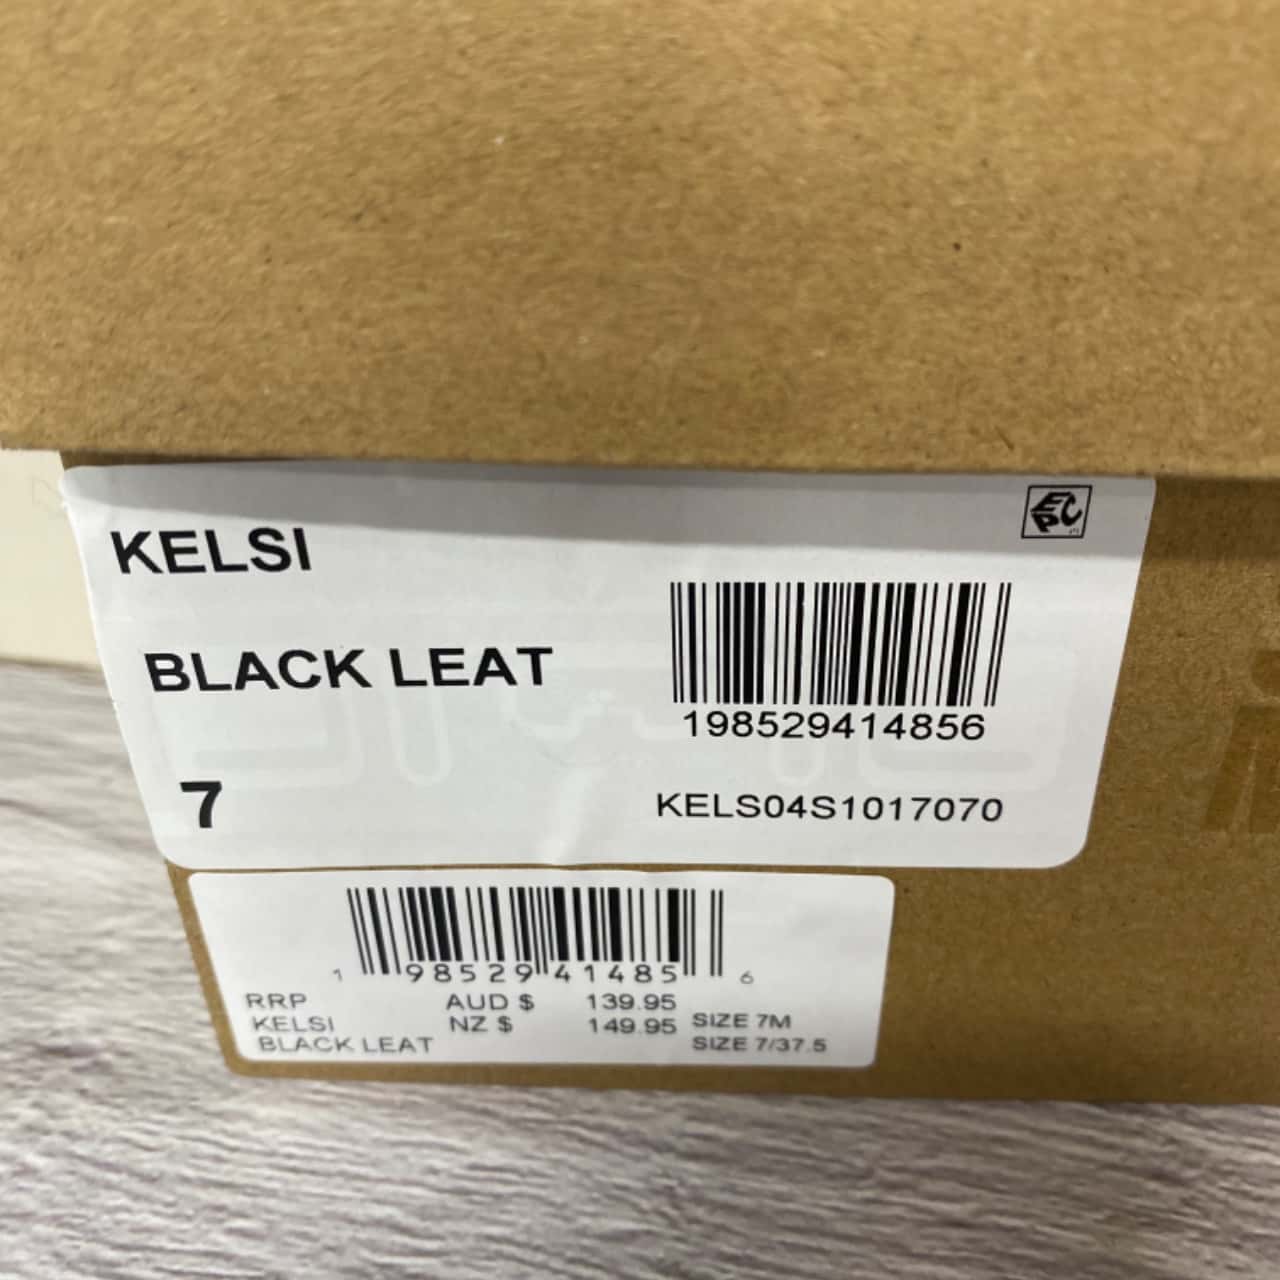 EPC
KELSI
BLACK LEAT
198529414856
7
KELS04S1017070
1 98529 41485 6
RRP AUD $ 139.95
KELSI NZ $ 149.95 SIZE 7M
BLACK LEAT SIZE 7/37.5